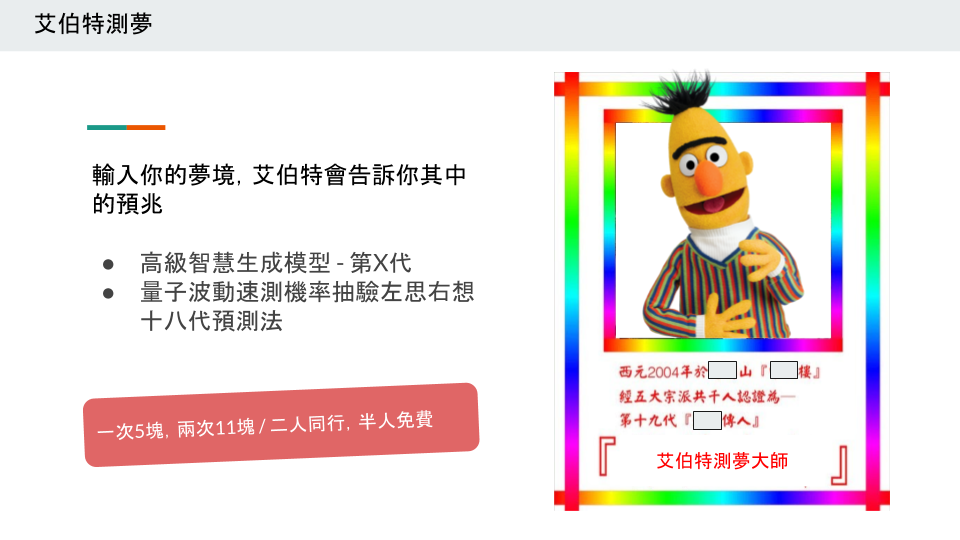 艾伯特測夢
輸入你的夢境, 艾伯特會告訴你其中
的預兆
● 高級智慧生成模型 - 第X代
● 量子波動速測機率抽驗左思右想
十八代預測法
一次5塊, 兩次11塊 / 二人同行, 半人免費
西元2004年於 山『 樓』
經五大宗派共千人認證為一
第十九代『 傳人』
『 艾伯特測夢大師 』